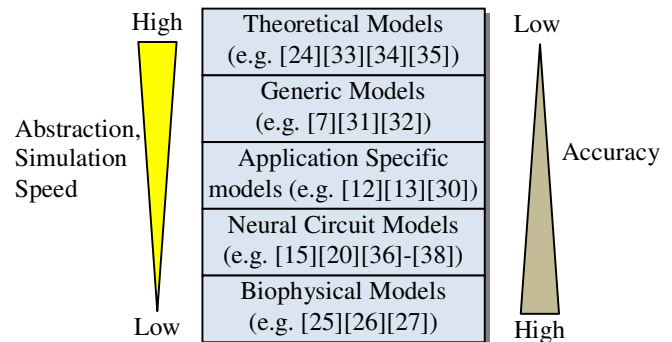 High
Theoretical Models
(e.g. [24][33][34][35])
Low
Generic Models
(e.g. [7][31][32])
Abstraction,
Simulation
Speed
Application Specific
models (e.g. [12][13][30])
Accuracy
Neural Circuit Models
(e.g. [15][20][36]-[38])
Biophysical Models
(e.g. [25][26][27])
Low
High